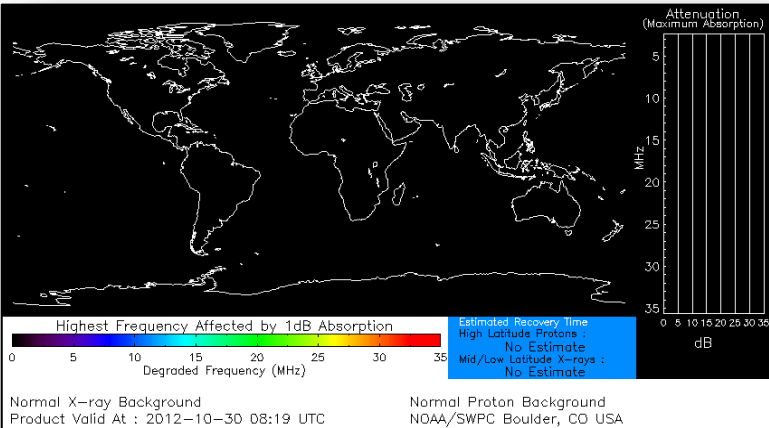 Attenuation
(Maximum Absorption)
5
10
15
20
25
30
35
MHz
0 5 10 15 20 25 30 35
dB
Highest Frequency Affected by 1dB Absorption
0 5 10 15 20 25 30 35
Degraded Frequency (MHz)
Estimated Recovery Time
High Latitude Protons :
No Estimate
Mid/Low Latitude X-rays :
No Estimate
Normal X-ray Background
Normal Proton Background
Product Valid At : 2012-10-30 08:19 UTC
NOAA/SWPC Boulder, CO USA